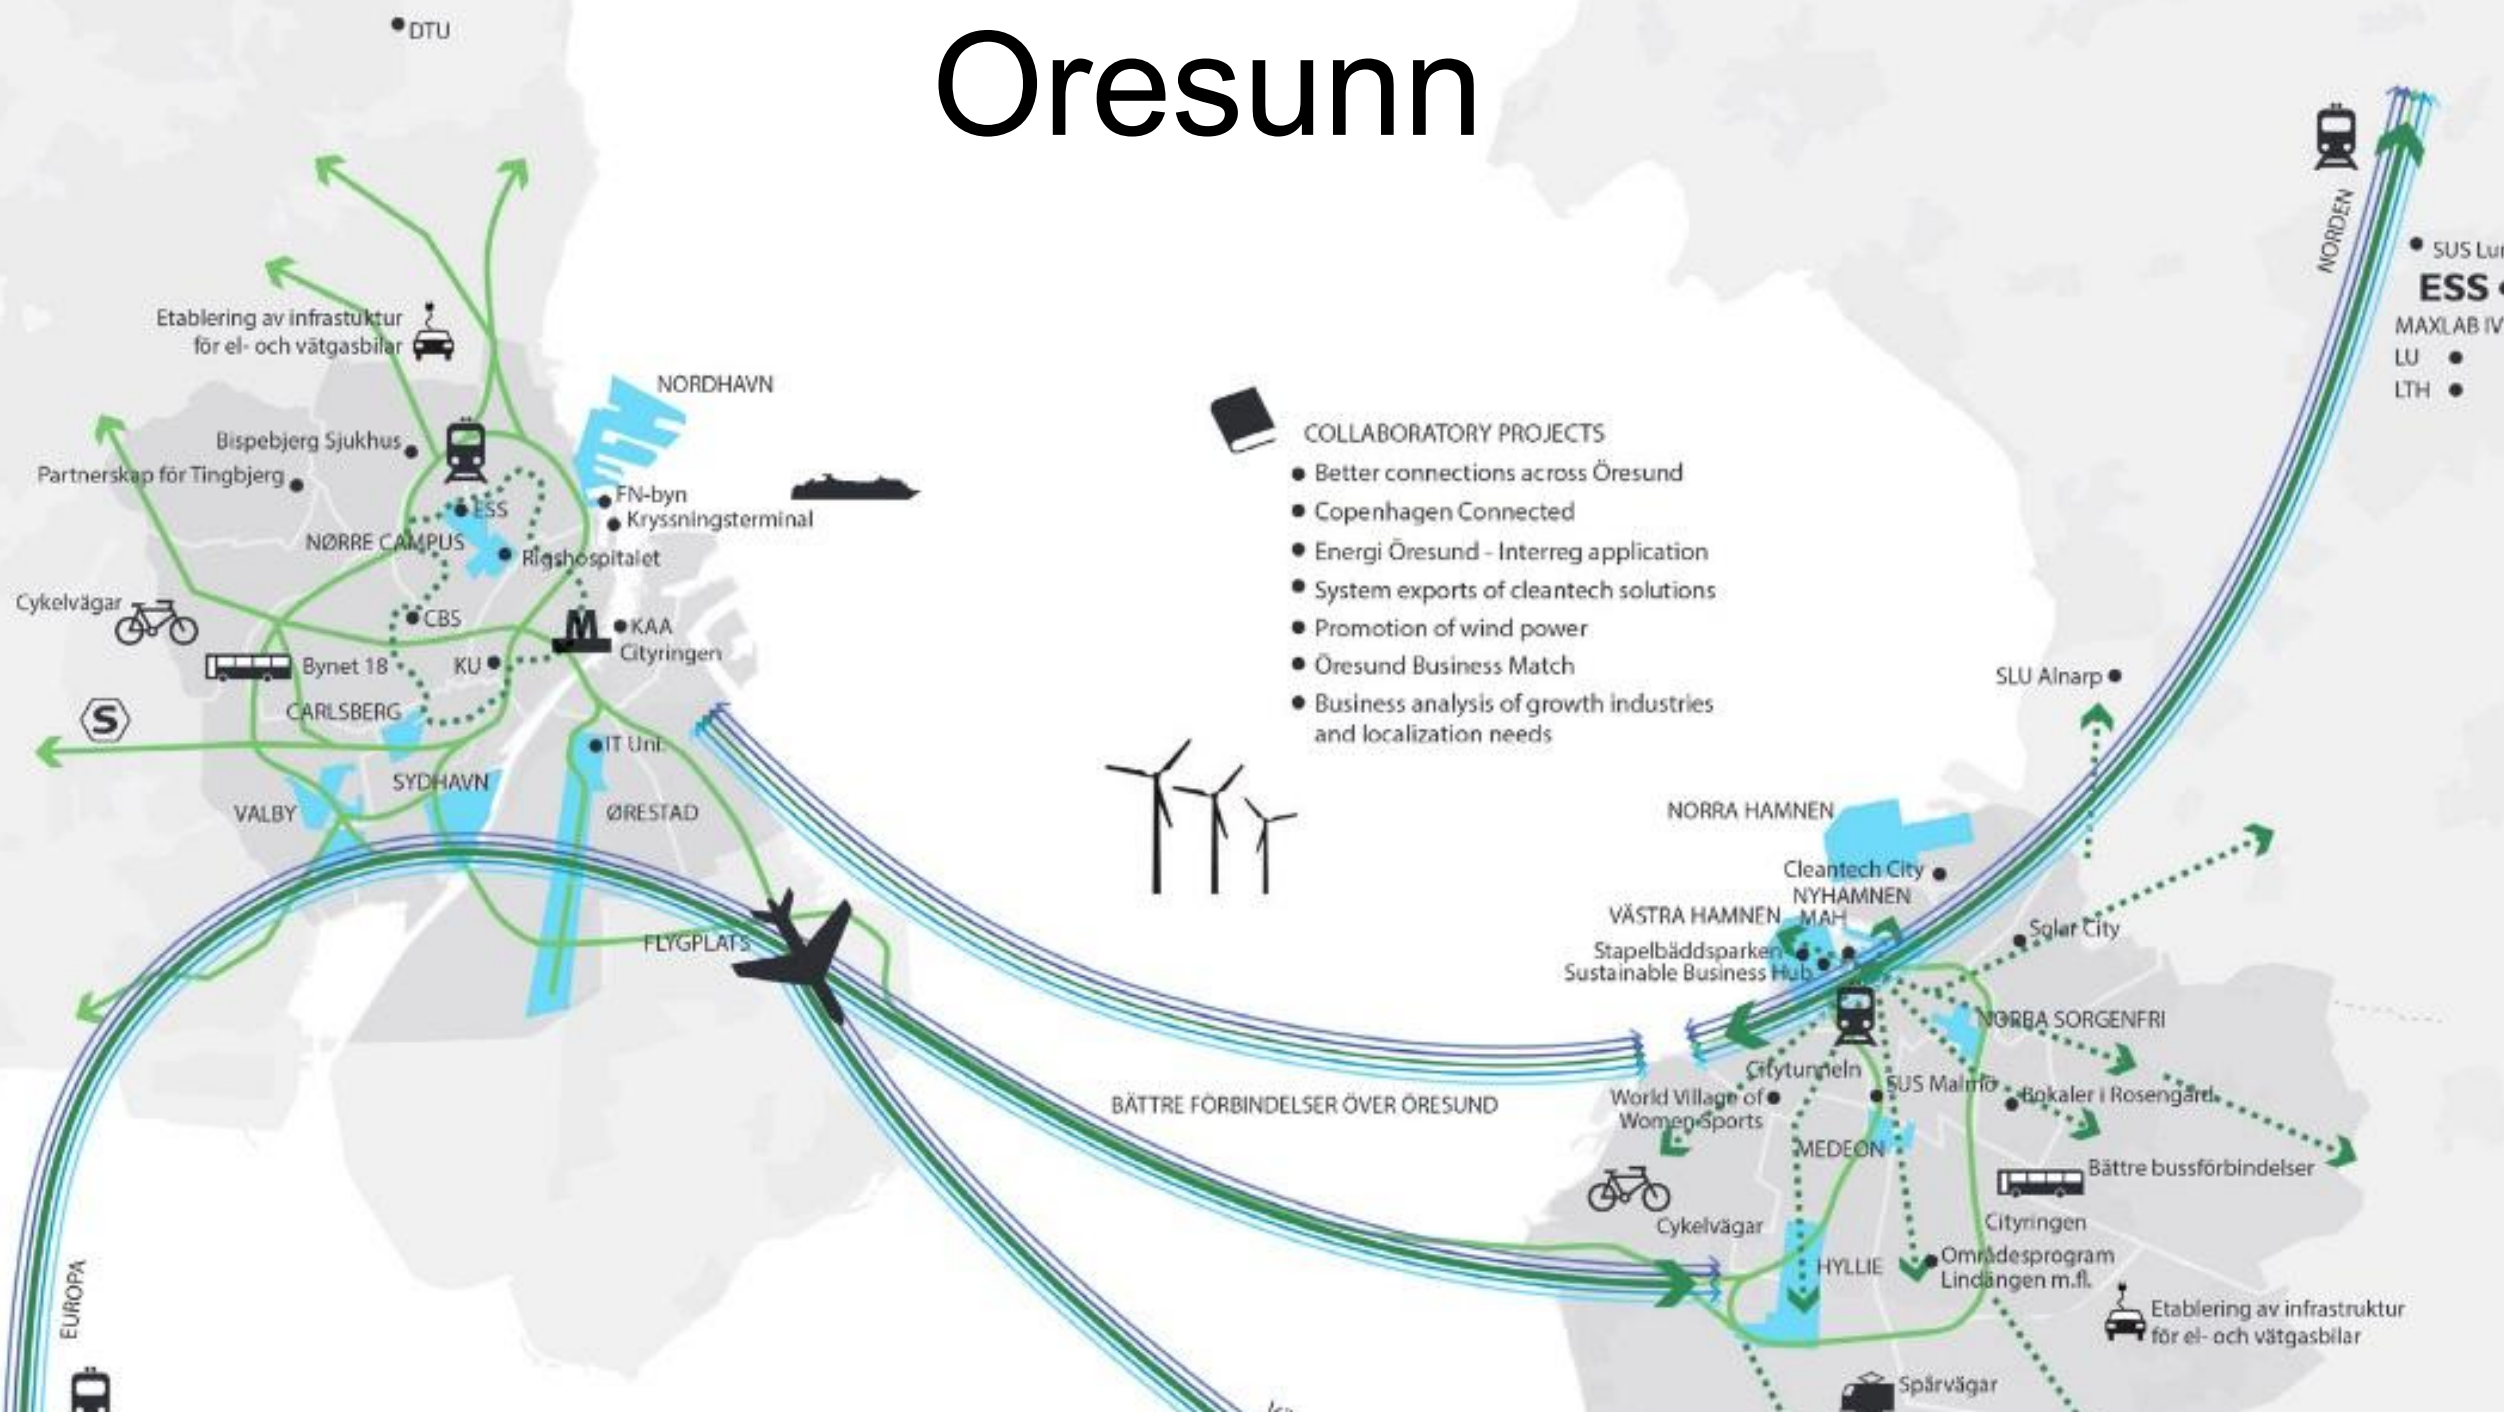 DTU
Oresunn
NORDEN
SUS
ESS
MAXLAB IV
LU
LTH
Etablering av infrastuktur
för el- och vätgasbilar
NORDHAVN
Bispebjerg Sjukhus
Partnerskap för Tingbjerg
FN-byn
Kryssningsterminal
ESS
NØRRE CAMPUS
Rigshospitalet
Cykelvägar
CBS
M
KAA
Cityringen
Bynet 18
KU
S
CARLSBERG
IT Uni.
SYDHAVN
VALBY
ØRESTAD
FLYGPLATS
COLLABORATORY PROJECTS
Better connections across Öresund
Copenhagen Connected
Energi Öresund - Interreg application
System exports of cleantech solutions
Promotion of wind power
Öresund Business Match
Business analysis of growth industries
and localization needs
SLU Alnarp
NORRA HAMNEN
Cleantech City
NYHAMNEN
VÄSTRA HAMNEN
MAH
Solar City
Stapelbäddsparken
Sustainable Business Hub
NORRA SORGENFRI
Citytunneln
SUS Malmö
Bokaler i Rosengård
World Village of
Women Sports
BÄTTRE FÖRBINDELSER ÖVER ÖRESUND
MEDEON
Bättre bussförbindelser
Cykelvägar
Cityringen
HYLLIE
Områdesprogram
Lindängen m.fl.
EUROPA
Etablering av infrastruktur
för el- och vätgasbilar
Spårvägar